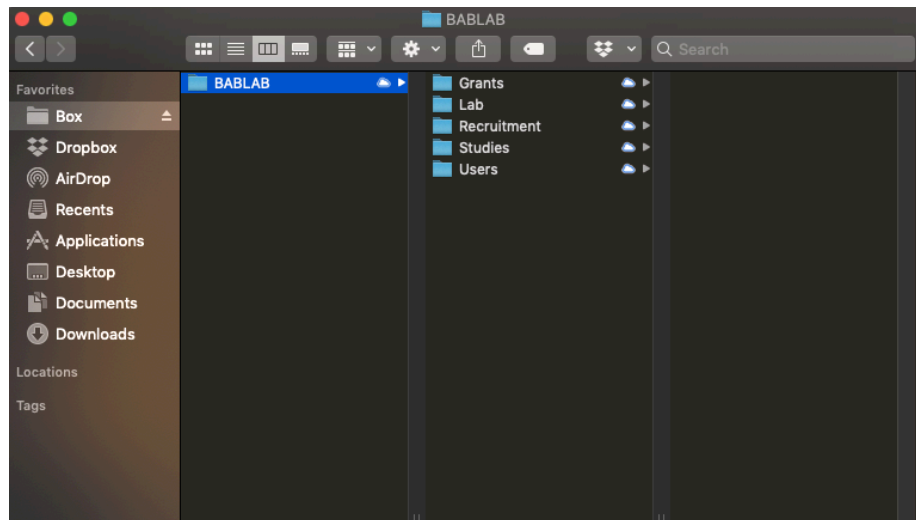 BABLAB
Search
Favorites
Box
Dropbox
AirDrop
Recents
Applications
Desktop
Documents
Downloads
Locations
Tags
BABLAB
Grants
Lab
Recruitment
Studies
Users